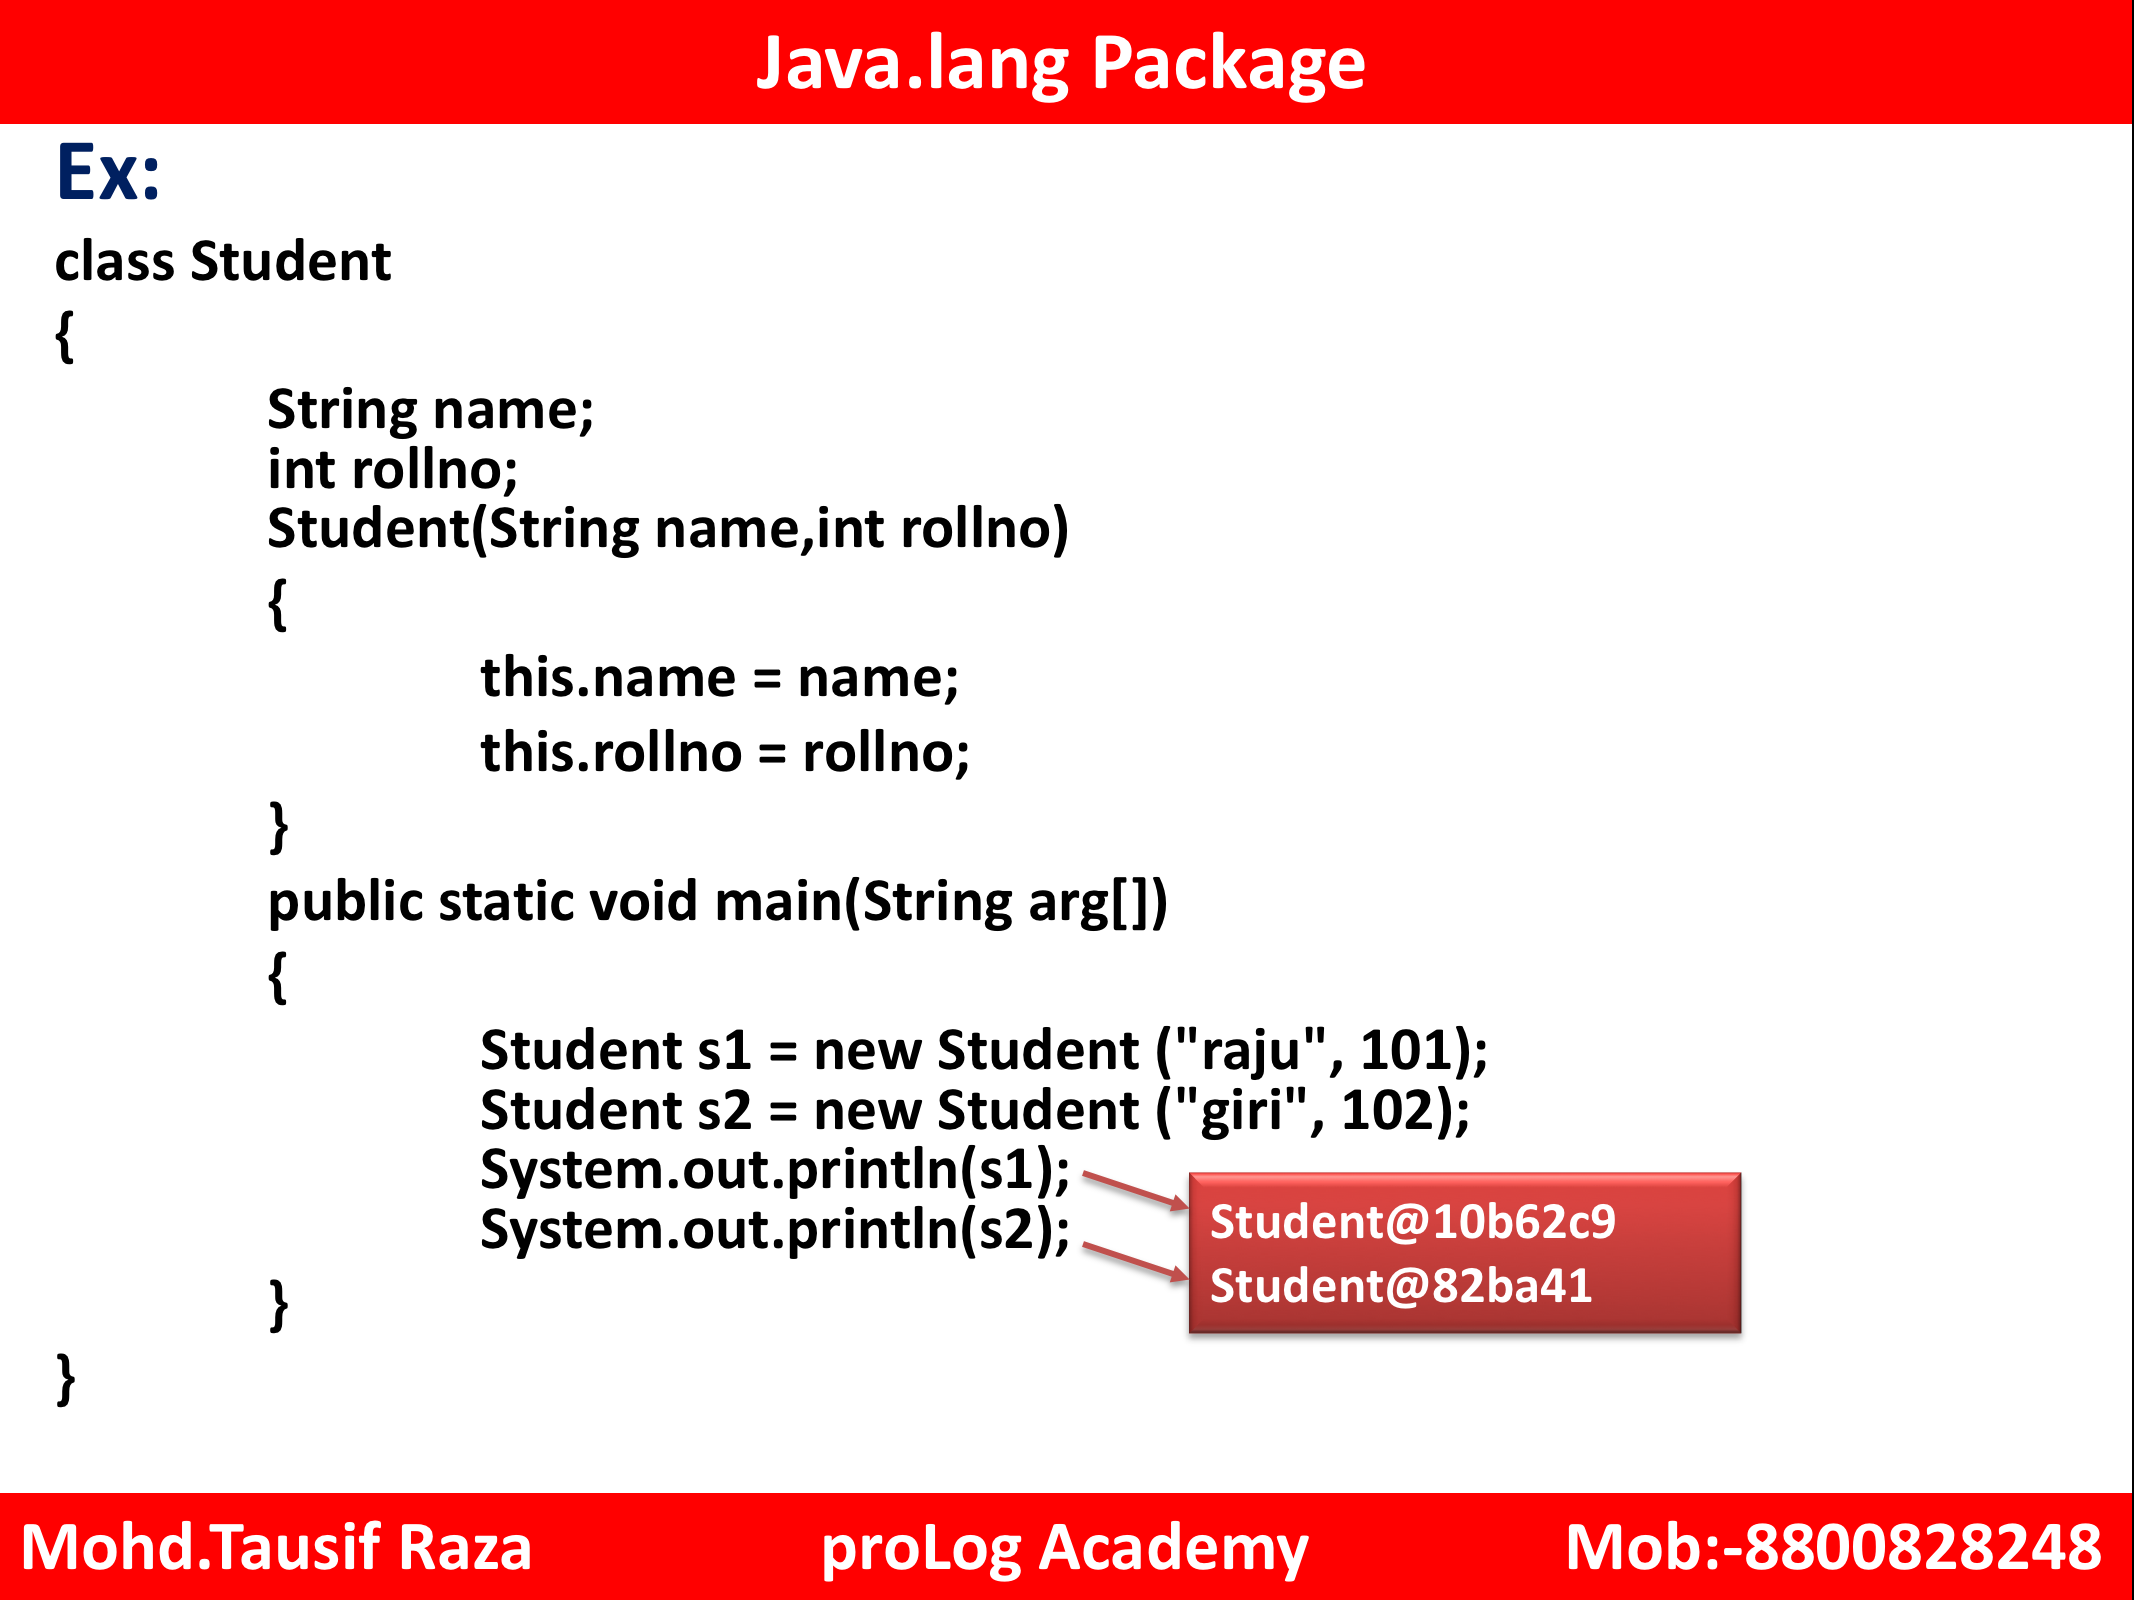 Java.lang Package
Ex:
class Student
{
String name;
int rollno;
Student(String name,int rollno)
{
this.name = name;
this.rollno = rollno;
}
public static void main(String arg[])
{
Student s1 = new Student ("raju", 101);
Student s2 = new Student ("giri", 102);
System.out.println(s1);
System.out.println(s2);
Student@10b62c9
Student@82ba41
}
}
Mohd.Tausif Raza proLog Academy Mob:-8800828248